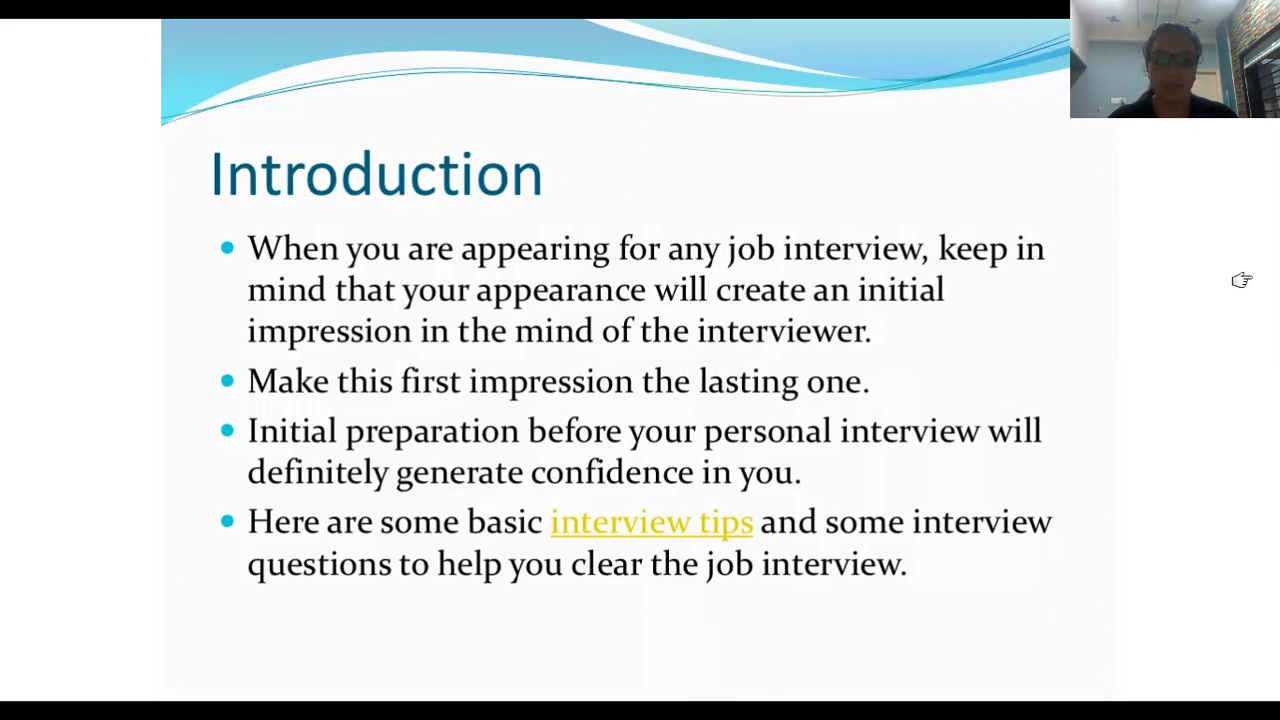 Introduction
When you are appearing for any job interview, keep in
mind that your appearance will create an initial
impression in the mind of the interviewer.
Make this first impression the lasting one.
Initial preparation before your personal interview will
definitely generate confidence in you.
Here are some basic interview tips and some interview
questions to help you clear the job interview.